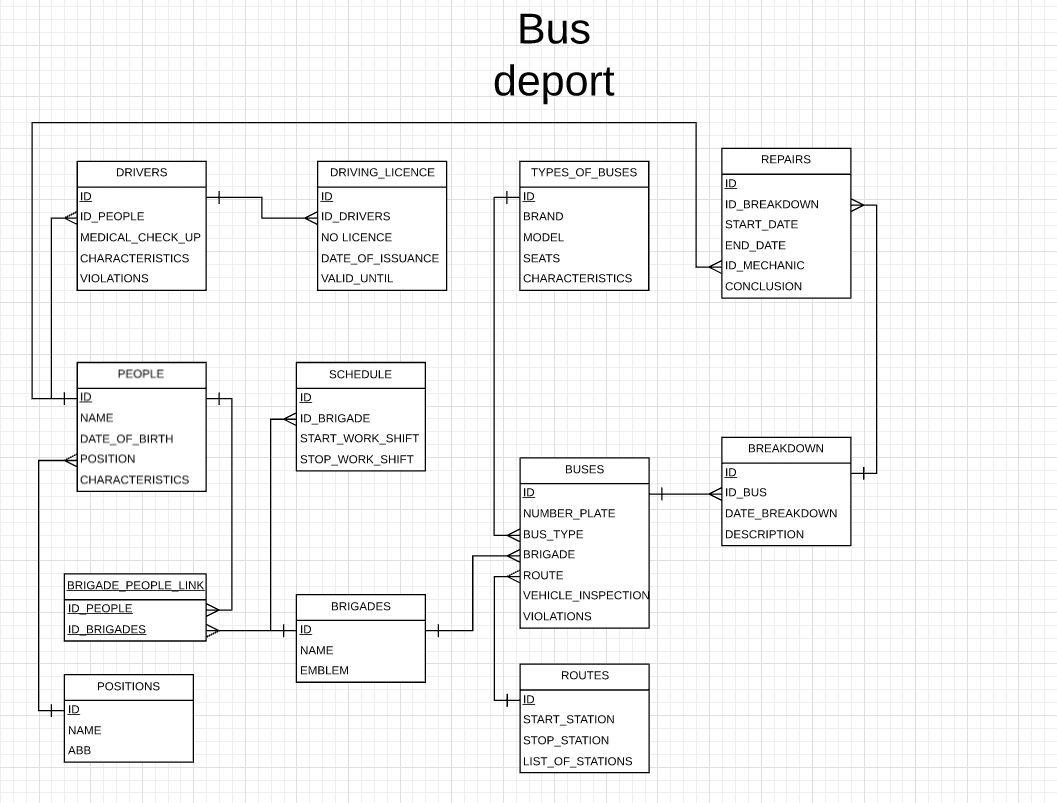 Bus
deport
DRIVERS
ID
ID_PEOPLE
MEDICAL_CHECK_UP
CHARACTERISTICS
VIOLATIONS
DRIVING_LICENCE
ID
ID_DRIVERS
NO LICENCE
DATE_OF_ISSUANCE
VALID_UNTIL
TYPES_OF_BUSES
ID
BRAND
MODEL
SEATS
CHARACTERISTICS
REPAIRS
ID
ID_BREAKDOWN
START_DATE
END_DATE
ID_MECHANIC
CONCLUSION
PEOPLE
ID
NAME
DATE_OF_BIRTH
POSITION
CHARACTERISTICS
SCHEDULE
ID
ID_BRIGADE
START_WORK_SHIFT
STOP_WORK_SHIFT
BUSES
ID
NUMBER_PLATE
BUS_TYPE
BRIGADE
ROUTE
VEHICLE_INSPECTION
VIOLATIONS
BREAKDOWN
ID
ID_BUS
DATE_BREAKDOWN
DESCRIPTION
BRIGADE_PEOPLE_LINK
ID_PEOPLE
ID_BRIGADES
BRIGADES
ID
NAME
EMBLEM
POSITIONS
ID
NAME
ABB
ROUTES
ID
START_STATION
STOP_STATION
LIST_OF_STATIONS